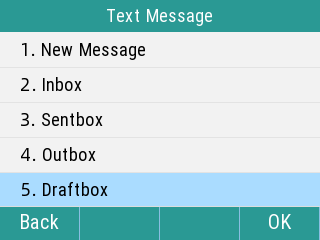 Text Message
1. New Message
2. Inbox
3. Sentbox
4. Outbox
5. Draftbox
Back OK